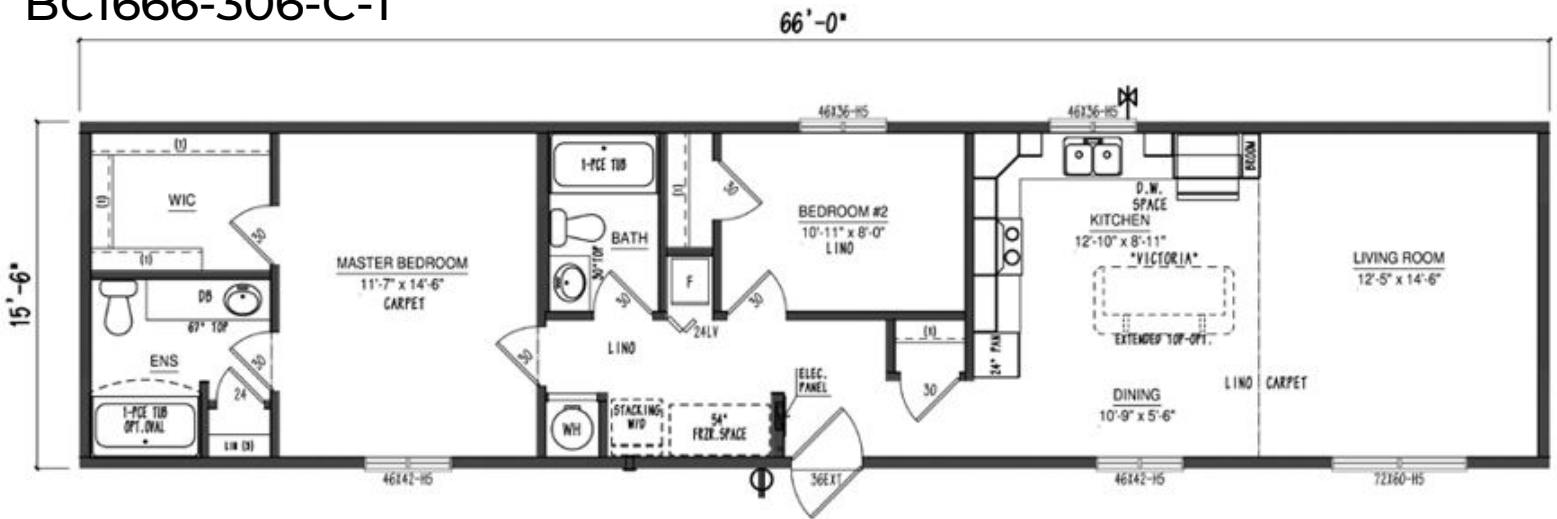 BC1666-306-C-1
66'-0"
15'-6"
46X36-H5
46X36-H5
(1)
(1)
WIC
(1)
30
MASTER BEDROOM
11'-7" x 14'-6"
CARPET
1-PCE TUB
BATH
30"TOP
30
(1)
30
BEDROOM #2
10'-11" x 8'-0"
LINO
F
24LV
30
BROOM
D.W.
SPACE
KITCHEN
12'-10" x 8'-11"
"VICTORIA"
EXTENDED TOP-OPT.
LIVING ROOM
12'-5" x 14'-6"
DB
67" TOP
ENS
30
24
1-PCE TUB
OPT.OVAL
LIN (3)
30
LINO
WH
STACKING
W/D
54"
FRZR.SPACE
ELEC.
PANEL
(1)
30
24" PAN
DINING
10'-9" x 5'-6"
LINO
CARPET
46X42-H5
36EXT
46X42-H5
72X60-H5